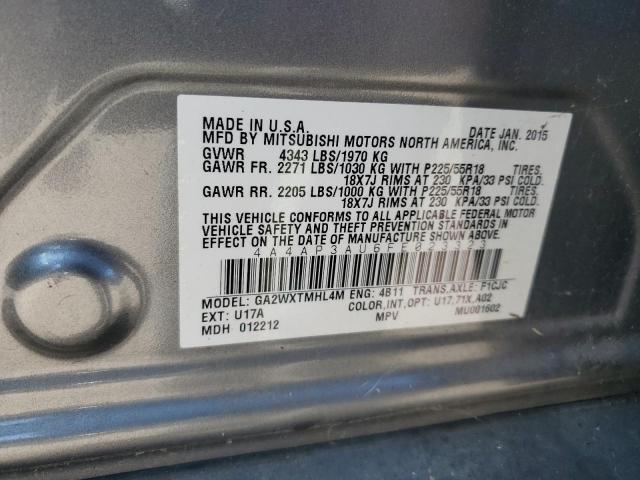 MADE IN U.S.A. DATE JAN. 2015
MFD BY MITSUBISHI MOTORS NORTH AMERICA, INC.
GVWR 4343 LBS/1970 KG
GAWR FR. 2271 LBS/1030 KG WITH P225/55R18 TIRES,
18X7J RIMS AT 230 KPA/33 PSI COLD.
GAWR RR. 2205 LBS/1000 KG WITH P225/55R18 TIRES,
18X7J RIMS AT 230 KPA/33 PSI COLD.
THIS VEHICLE CONFORMS TO ALL APPLICABLE FEDERAL MOTOR
VEHICLE SAFETY AND THEFT PREVENTION STANDARDS IN
EFFECT ON THE DATE OF MANUFACTURE SHOWN ABOVE.
MODEL: GA2WXTMHL4M ENG: 4B11 TRANS,AXLE: F1CJC
EXT: U17A COLOR,INT,OPT: U17,71X,A02
MDH 012212 MPV MU001602